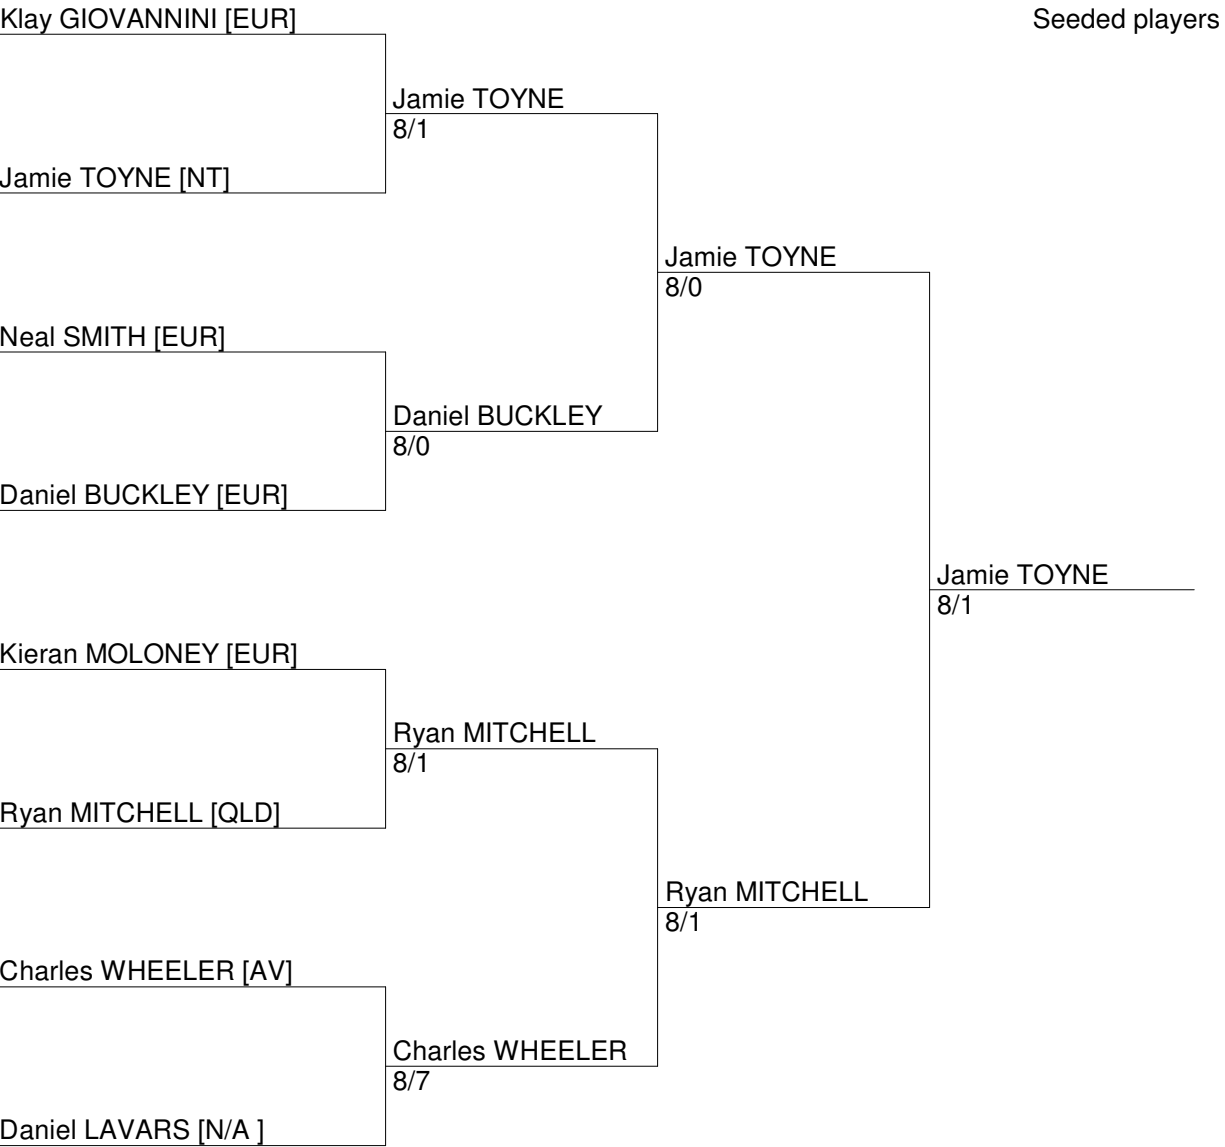 Klay GIOVANNINI [EUR]
Seeded players
Jamie TOYNE
8/1
Jamie TOYNE [NT]
Jamie TOYNE
8/0
Neal SMITH [EUR]
Daniel BUCKLEY
8/0
Daniel BUCKLEY [EUR]
Jamie TOYNE
8/1
Kieran MOLONEY [EUR]
Ryan MITCHELL
8/1
Ryan MITCHELL [QLD]
Ryan MITCHELL
8/1
Charles WHEELER [AV]
Charles WHEELER
8/7
Daniel LAVARS [N/A ]